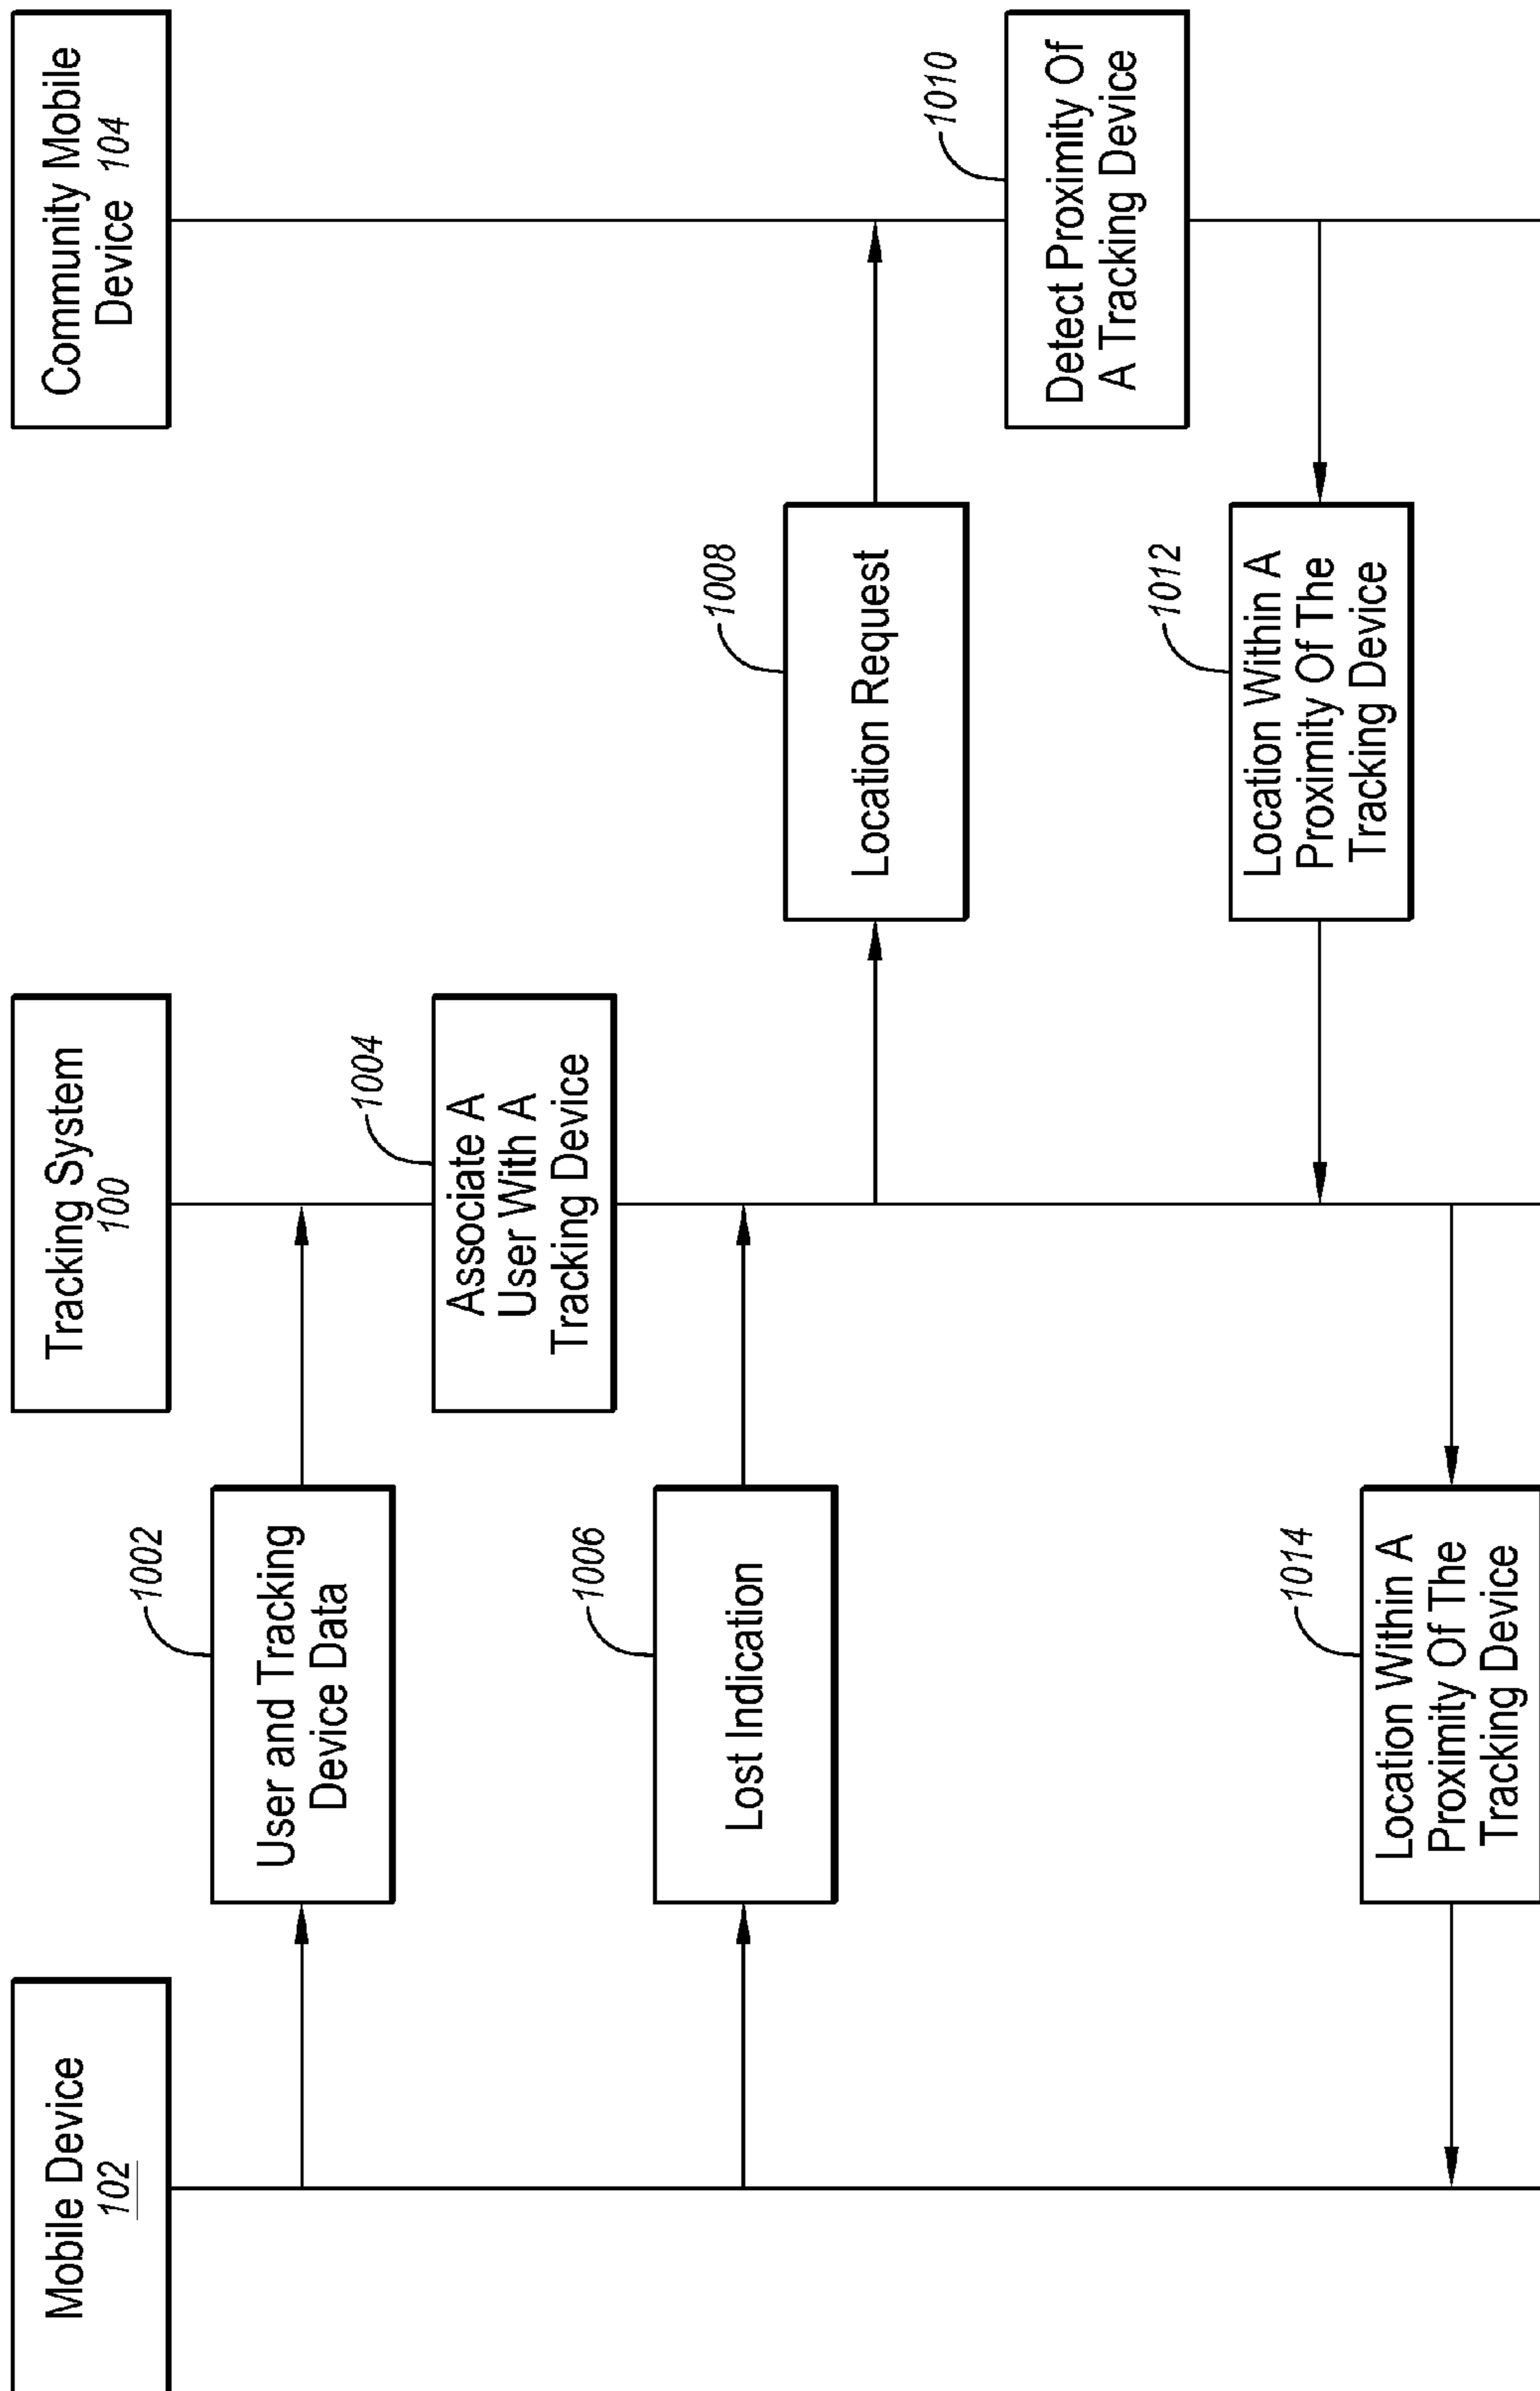 Mobile Device
102
Tracking System
100
Community Mobile
Device 104
1002
User and Tracking
Device Data
1004
Associate A
User With A
Tracking Device
1006
Lost Indication
1008
Location Request
1010
Detect Proximity Of
A Tracking Device
1012
Location Within A
Proximity Of The
Tracking Device
1014
Location Within A
Proximity Of The
Tracking Device